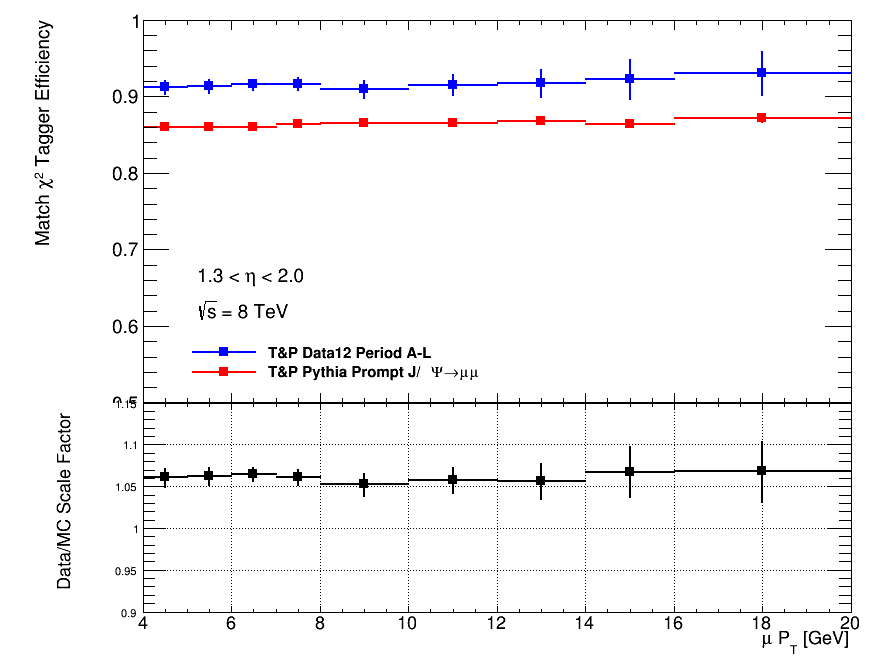 Match χ² Tagger Efficiency
1
0.9
0.8
0.7
0.6
1.3 < η < 2.0
√s = 8 TeV
T&P Data12 Period A-L
T&P Pythia Prompt J/ Ψ→μμ
0.5
Data/MC Scale Factor
1.15
1.1
1.05
1
0.95
0.9
4 6 8 10 12 14 16 18 20
μ P_T [GeV]